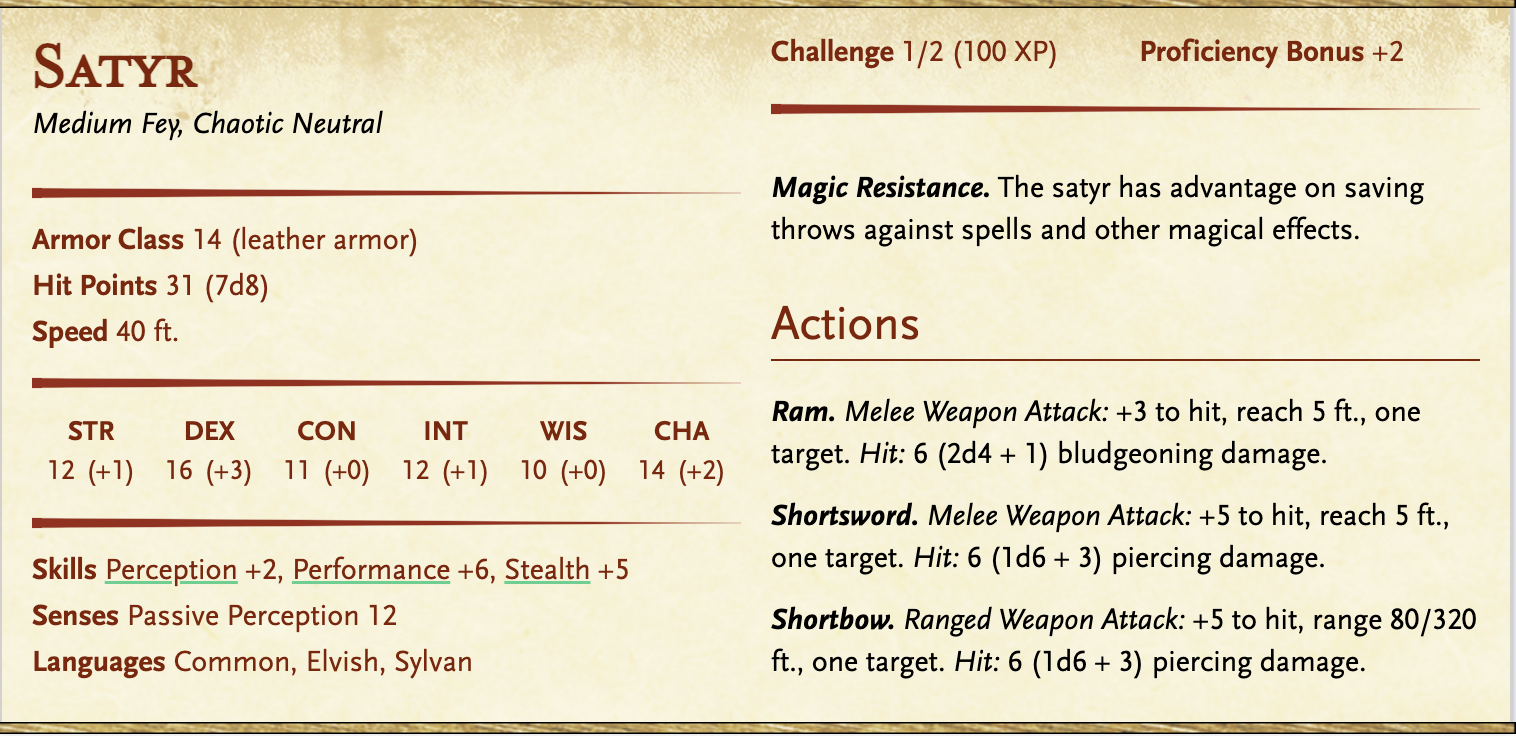 Satyr
Medium Fey, Chaotic Neutral
Armor Class 14 (leather armor)
Hit Points 31 (7d8)
Speed 40 ft.
STR DEX CON INT WIS CHA
12 (+1) 16 (+3) 11 (+0) 12 (+1) 10 (+0) 14 (+2)
Skills Perception +2, Performance +6, Stealth +5
Senses Passive Perception 12
Languages Common, Elvish, Sylvan
Challenge 1/2 (100 XP) Proficiency Bonus +2
Magic Resistance. The satyr has advantage on saving
throws against spells and other magical effects.
Actions
Ram. Melee Weapon Attack: +3 to hit, reach 5 ft., one
target. Hit: 6 (2d4 + 1) bludgeoning damage.
Shortsword. Melee Weapon Attack: +5 to hit, reach 5 ft.,
one target. Hit: 6 (1d6 + 3) piercing damage.
Shortbow. Ranged Weapon Attack: +5 to hit, range 80/320
ft., one target. Hit: 6 (1d6 + 3) piercing damage.